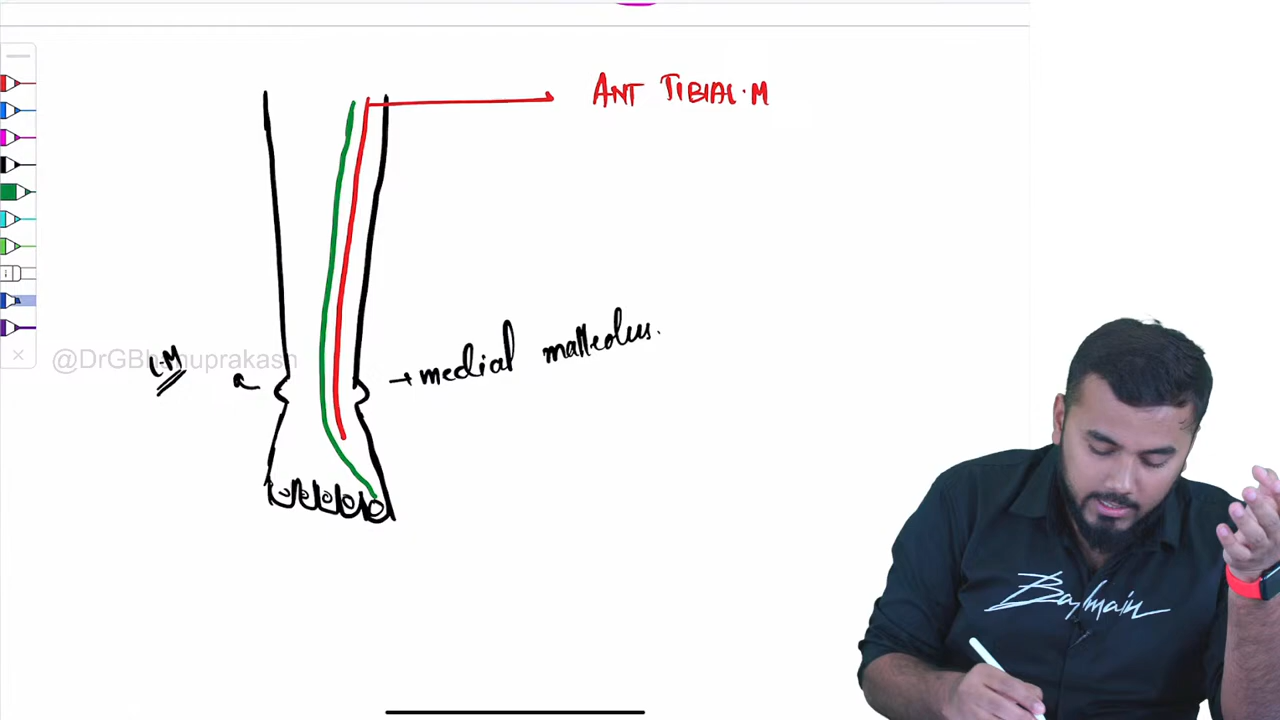 ANT TIBIAL.M
→ medial malleolus.
L.M
@DrGBhanuprakash
Balmain